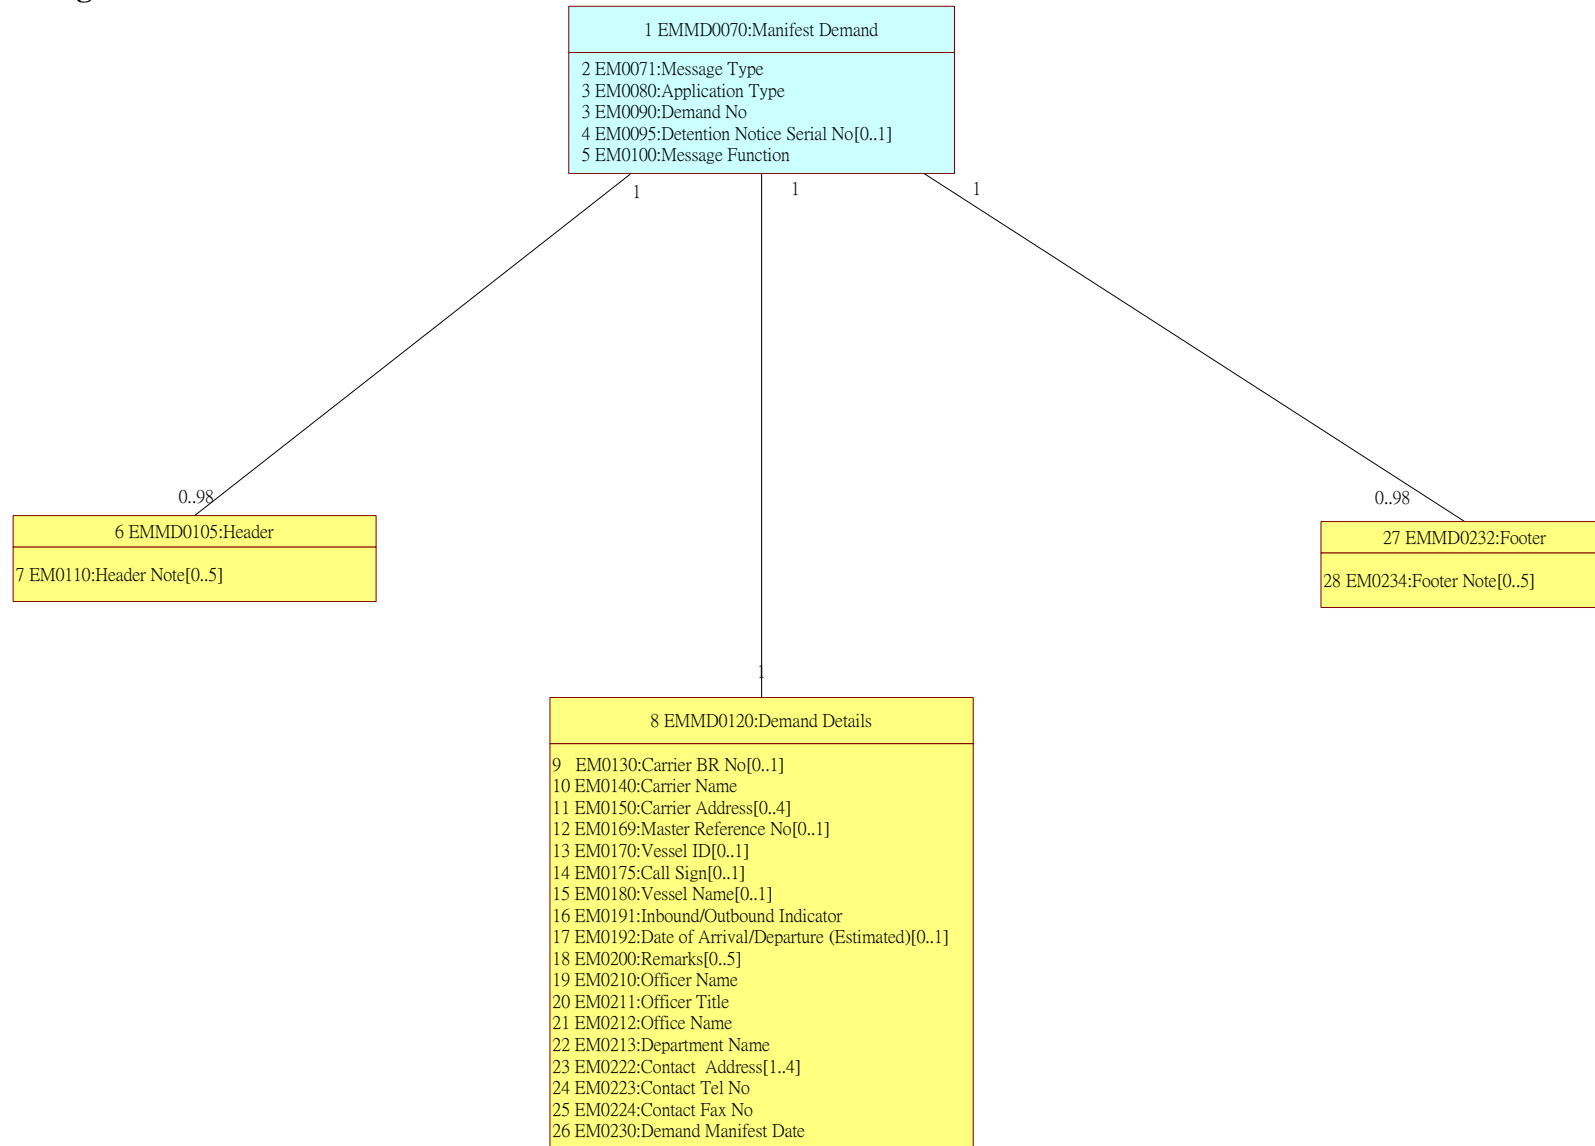 1 EMMD0070:Manifest Demand
2 EM0071:Message Type
3 EM0080:Application Type
3 EM0090:Demand No
4 EM0095:Detention Notice Serial No[0..1]
5 EM0100:Message Function
1
1
1
0..98
0..98
6 EMMD0105:Header
7 EM0110:Header Note[0..5]
27 EMMD0232:Footer
28 EM0234:Footer Note[0..5]
1
8 EMMD0120:Demand Details
9 EM0130:Carrier BR No[0..1]
10 EM0140:Carrier Name
11 EM0150:Carrier Address[0..4]
12 EM0169:Master Reference No[0..1]
13 EM0170:Vessel ID[0..1]
14 EM0175:Call Sign[0..1]
15 EM0180:Vessel Name[0..1]
16 EM0191:Inbound/Outbound Indicator
17 EM0192:Date of Arrival/Departure (Estimated)[0..1]
18 EM0200:Remarks[0..5]
19 EM0210:Officer Name
20 EM0211:Officer Title
21 EM0212:Office Name
22 EM0213:Department Name
23 EM0222:Contact Address[1..4]
24 EM0223:Contact Tel No
25 EM0224:Contact Fax No
26 EM0230:Demand Manifest Date